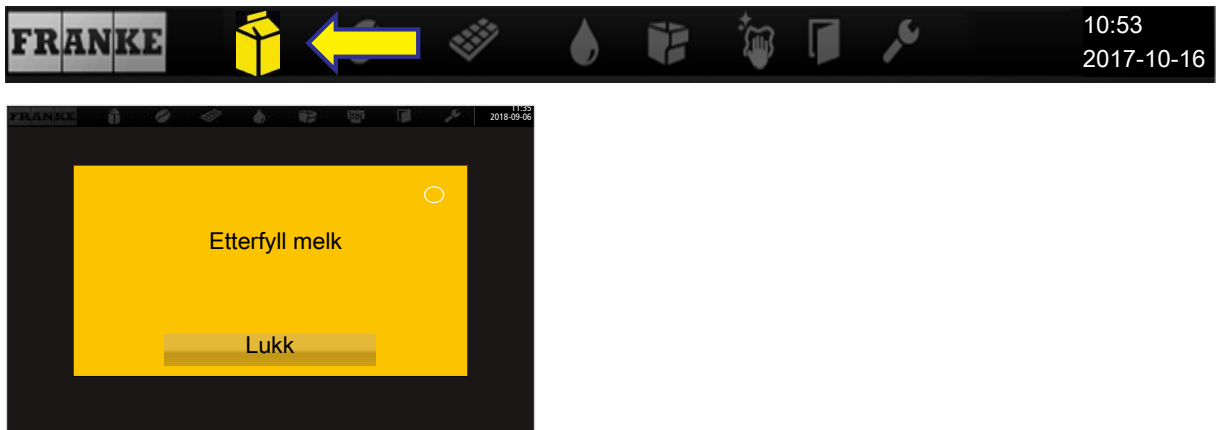 FRANKE
10:53
2017-10-16
FRANKE
11:35
2018-09-06
Etterfyll melk
Lukk